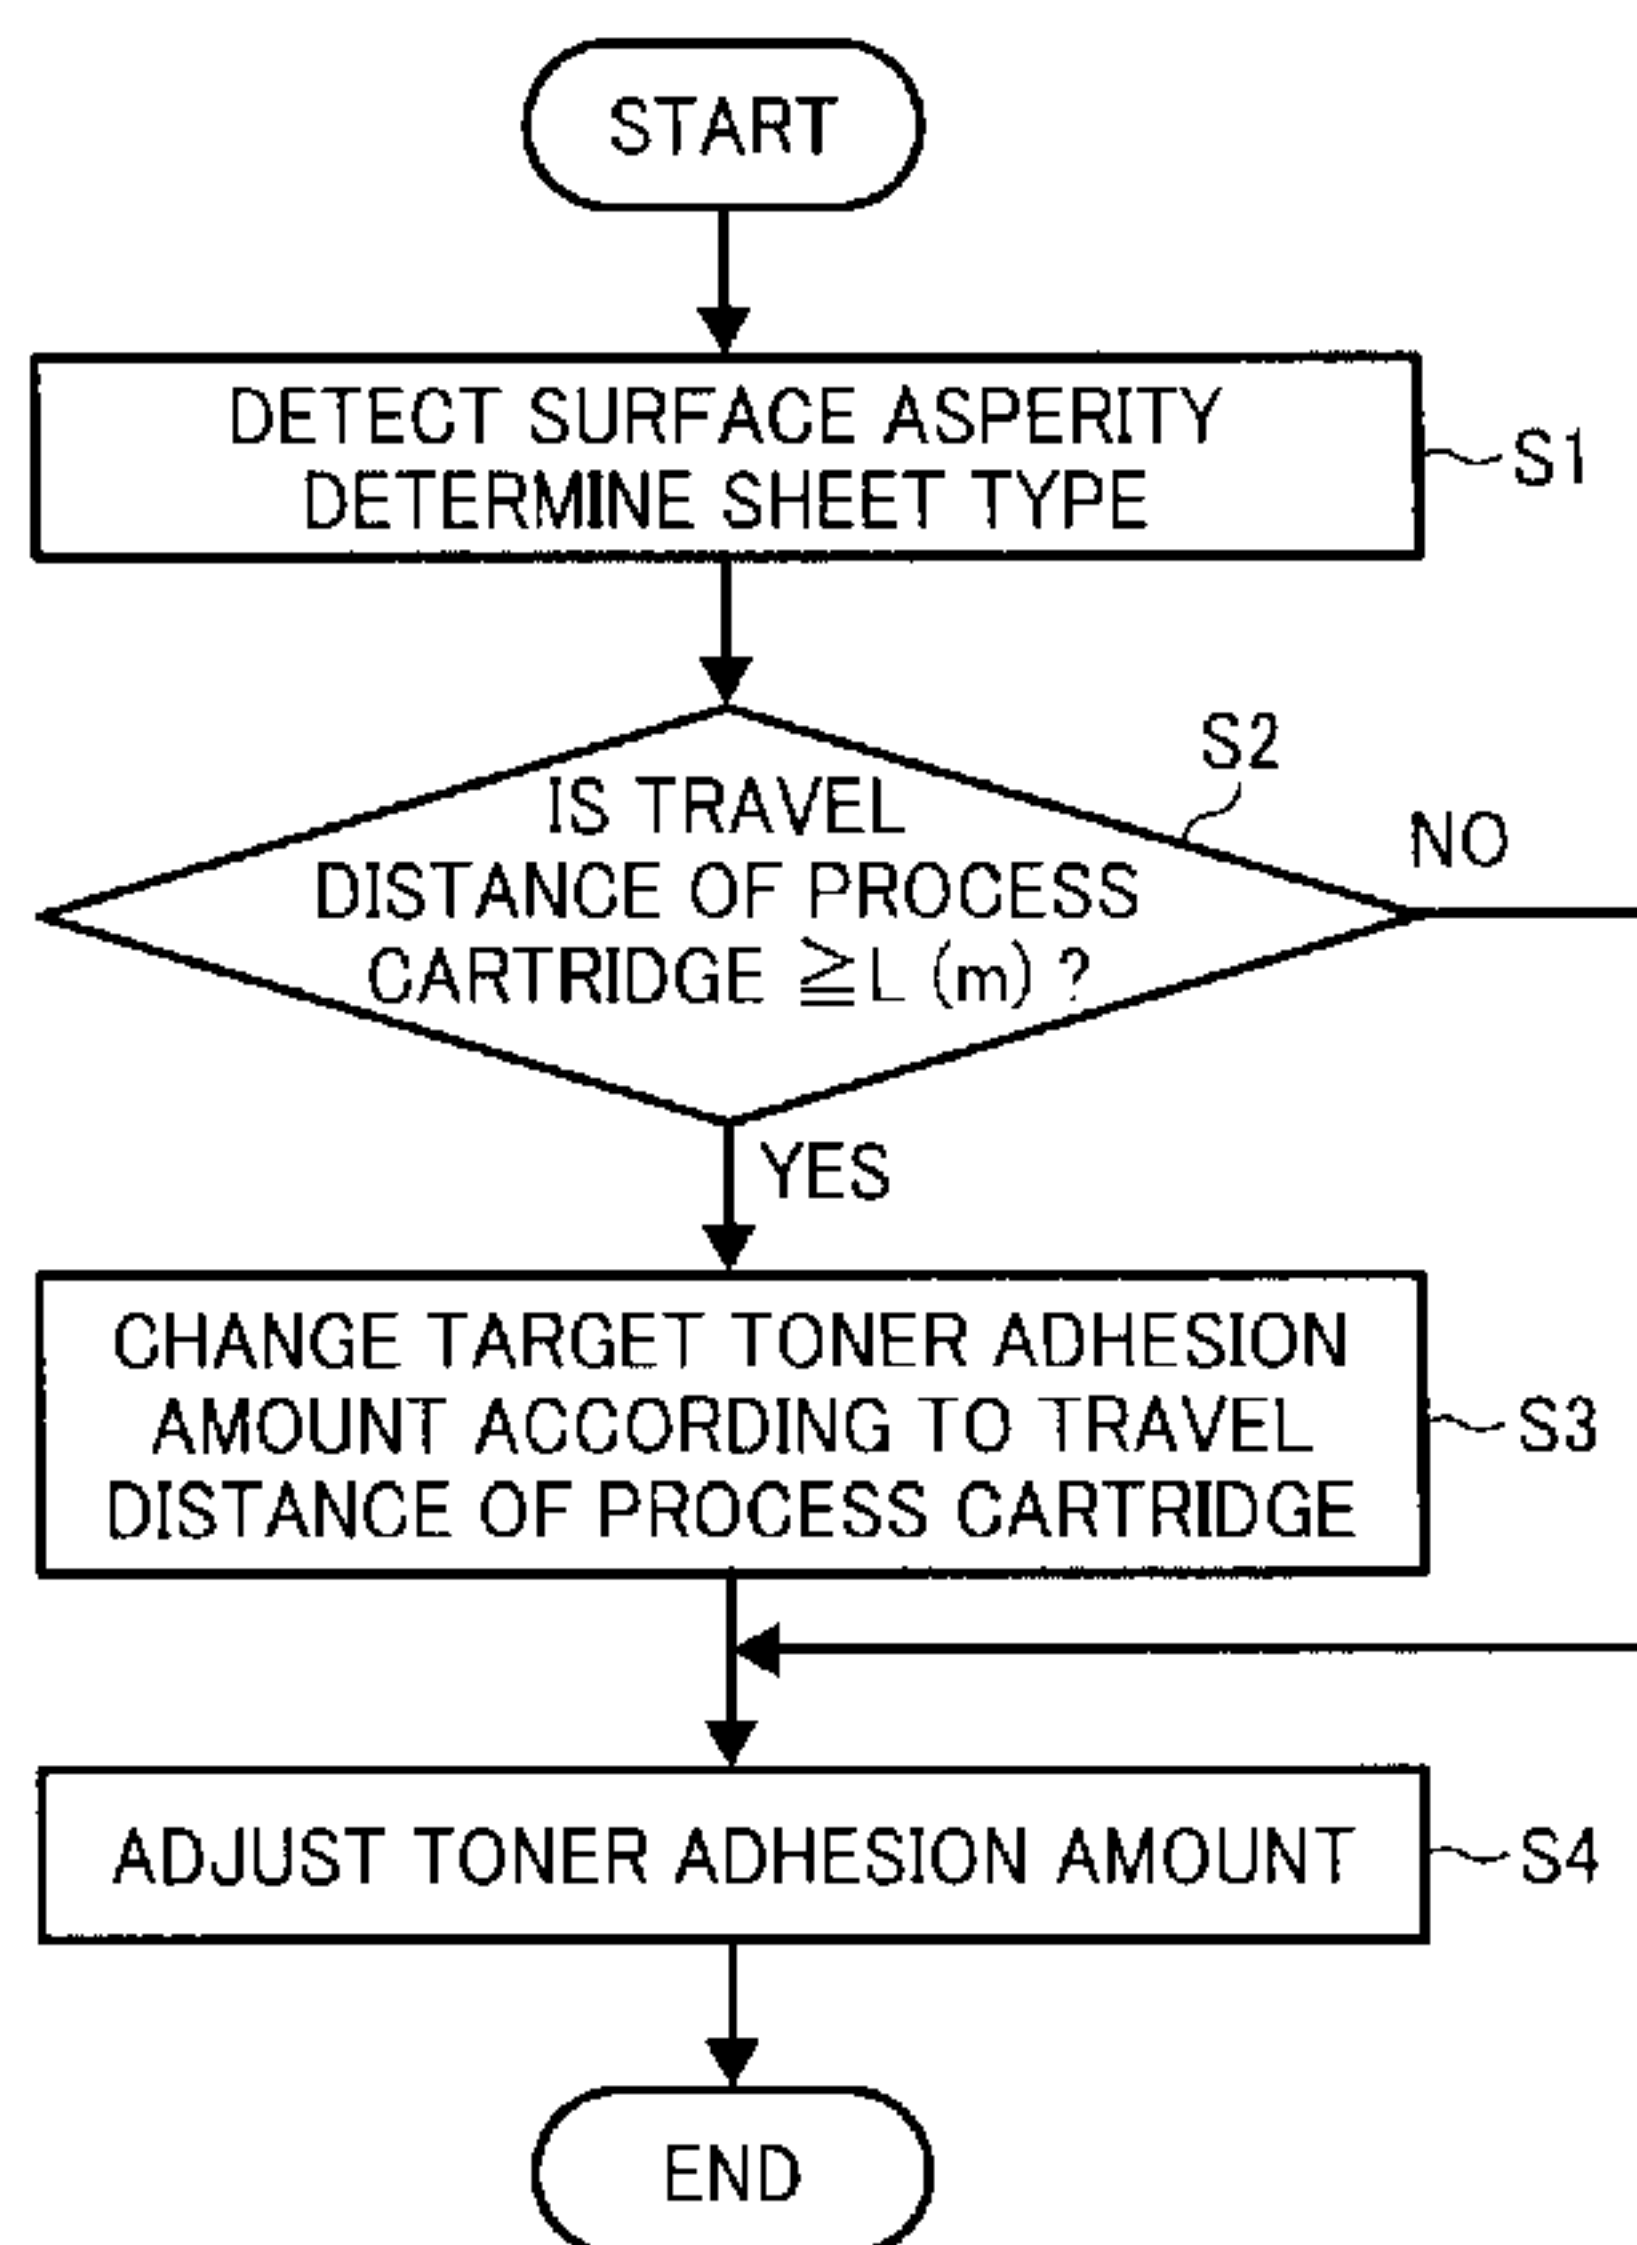 START
DETECT SURFACE ASPERITY
DETERMINE SHEET TYPE
S1
S2
IS TRAVEL
DISTANCE OF PROCESS
CARTRIDGE ≧L (m) ?
NO
YES
CHANGE TARGET TONER ADHESION
AMOUNT ACCORDING TO TRAVEL
DISTANCE OF PROCESS CARTRIDGE
S3
ADJUST TONER ADHESION AMOUNT
S4
END